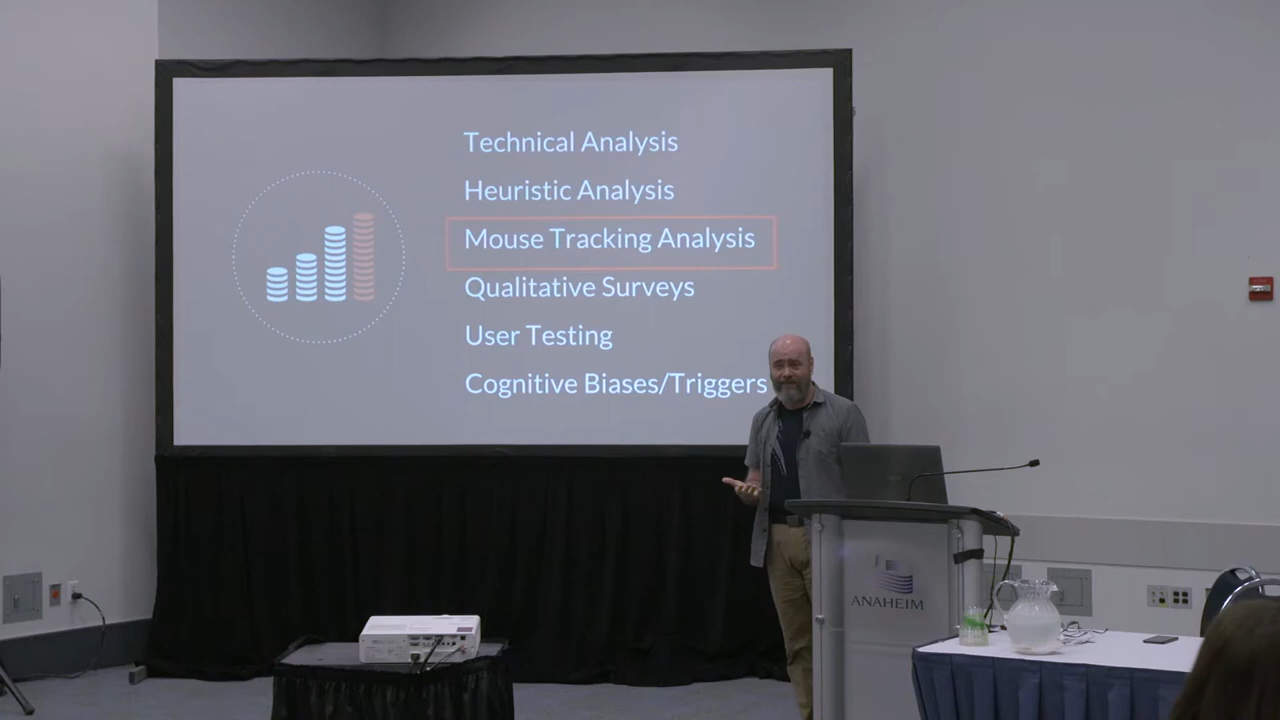 Technical Analysis
Heuristic Analysis
Mouse Tracking Analysis
Qualitative Surveys
User Testing
Cognitive Biases/Triggers
ANAHEIM